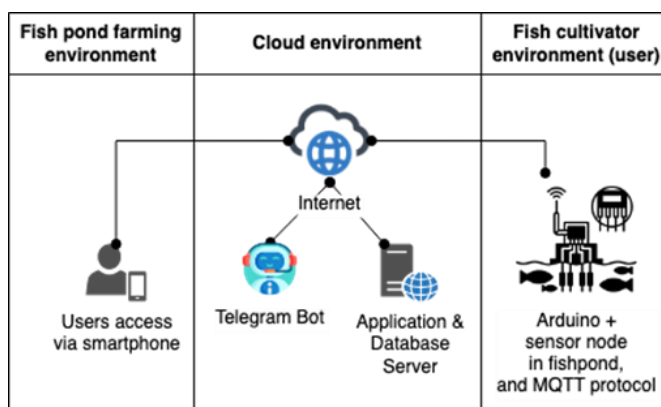 Fish pond farming
environment
Cloud environment
Fish cultivator
environment (user)
Internet
Users access
via smartphone
Telegram Bot
Application &
Database
Server
Arduino +
sensor node
in fishpond,
and MQTT protocol